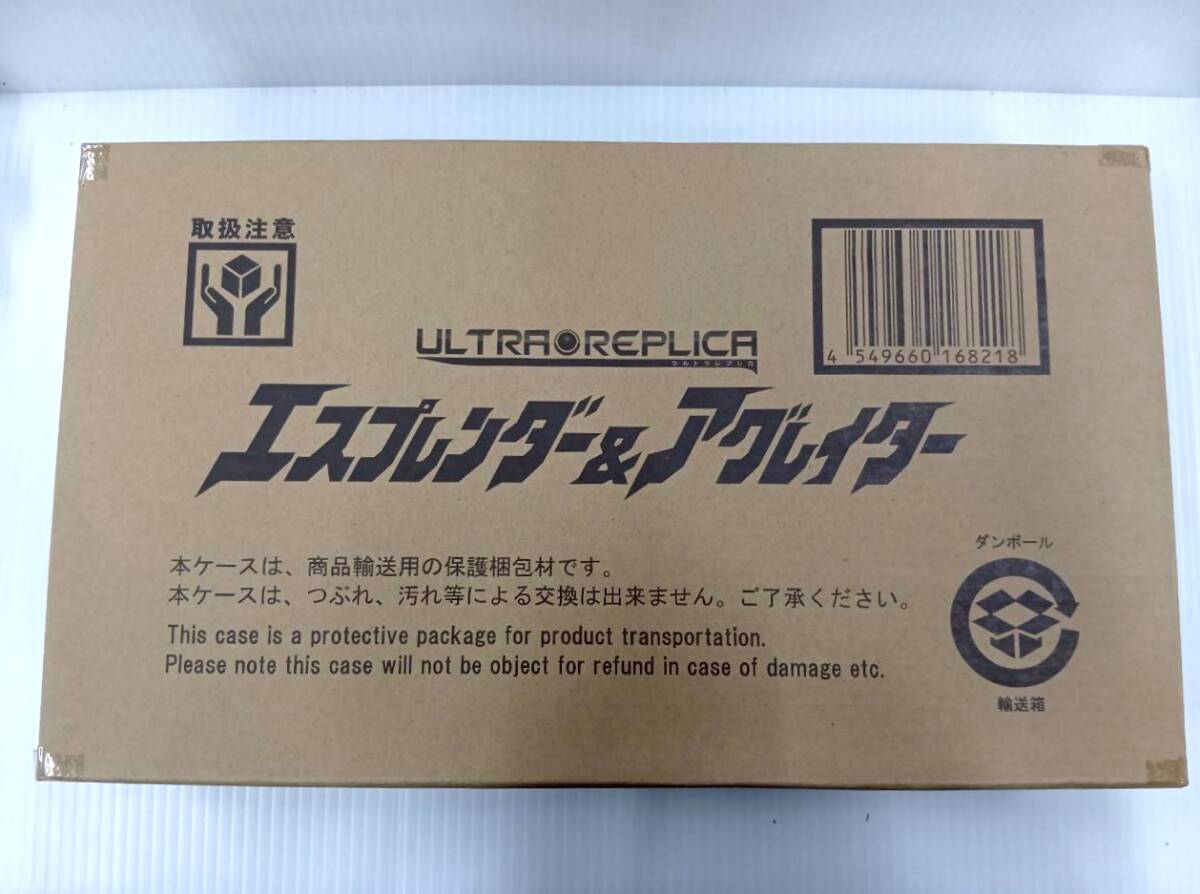 取扱注意
ULTRA REPLICA
ウルトラレプリカ
エスプレンダー&アグレイター
4 549660 168218
本ケースは、商品輸送用の保護梱包材です。
本ケースは、つぶれ、汚れ等による交換は出来ません。ご了承ください。
This case is a protective package for product transportation.
Please note this case will not be object for refund in case of damage etc.
ダンボール
輸送箱